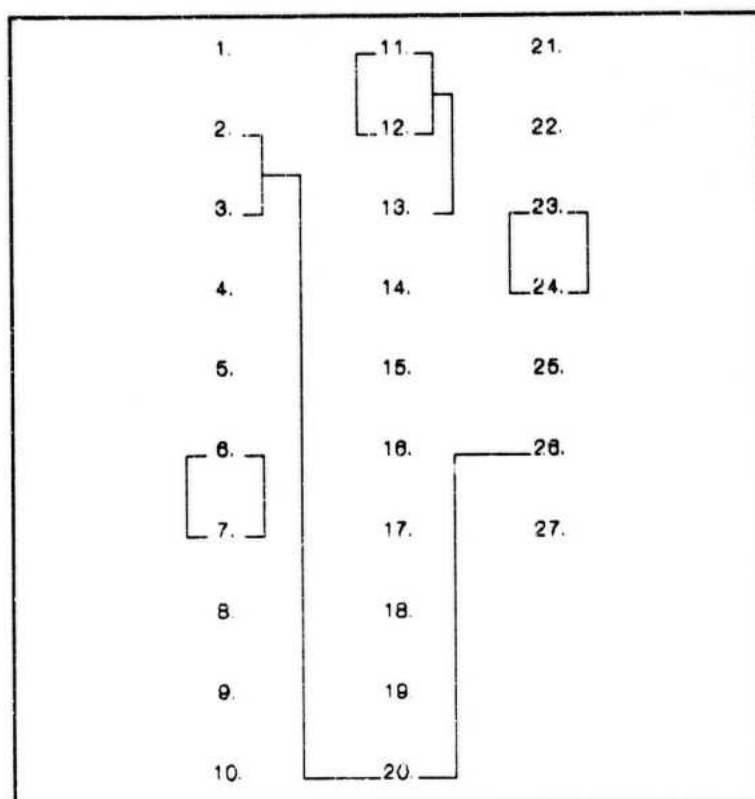 1. 11. 21.
2. 12. 22.
3. 13. 23.
4. 14. 24.
5. 15. 25.
6. 16. 26.
7. 17. 27.
8. 18.
9. 19.
10. 20.